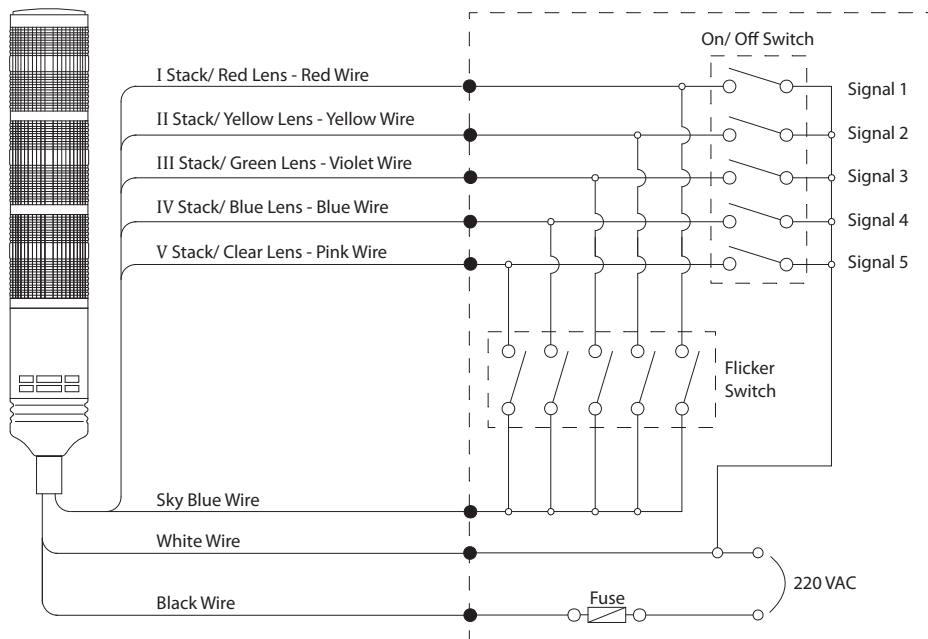 On/ Off Switch
I Stack/ Red Lens - Red Wire
Signal 1
II Stack/ Yellow Lens - Yellow Wire
Signal 2
III Stack/ Green Lens - Violet Wire
Signal 3
IV Stack/ Blue Lens - Blue Wire
Signal 4
V Stack/ Clear Lens - Pink Wire
Signal 5
Flicker
Switch
Sky Blue Wire
White Wire
220 VAC
Black Wire
Fuse